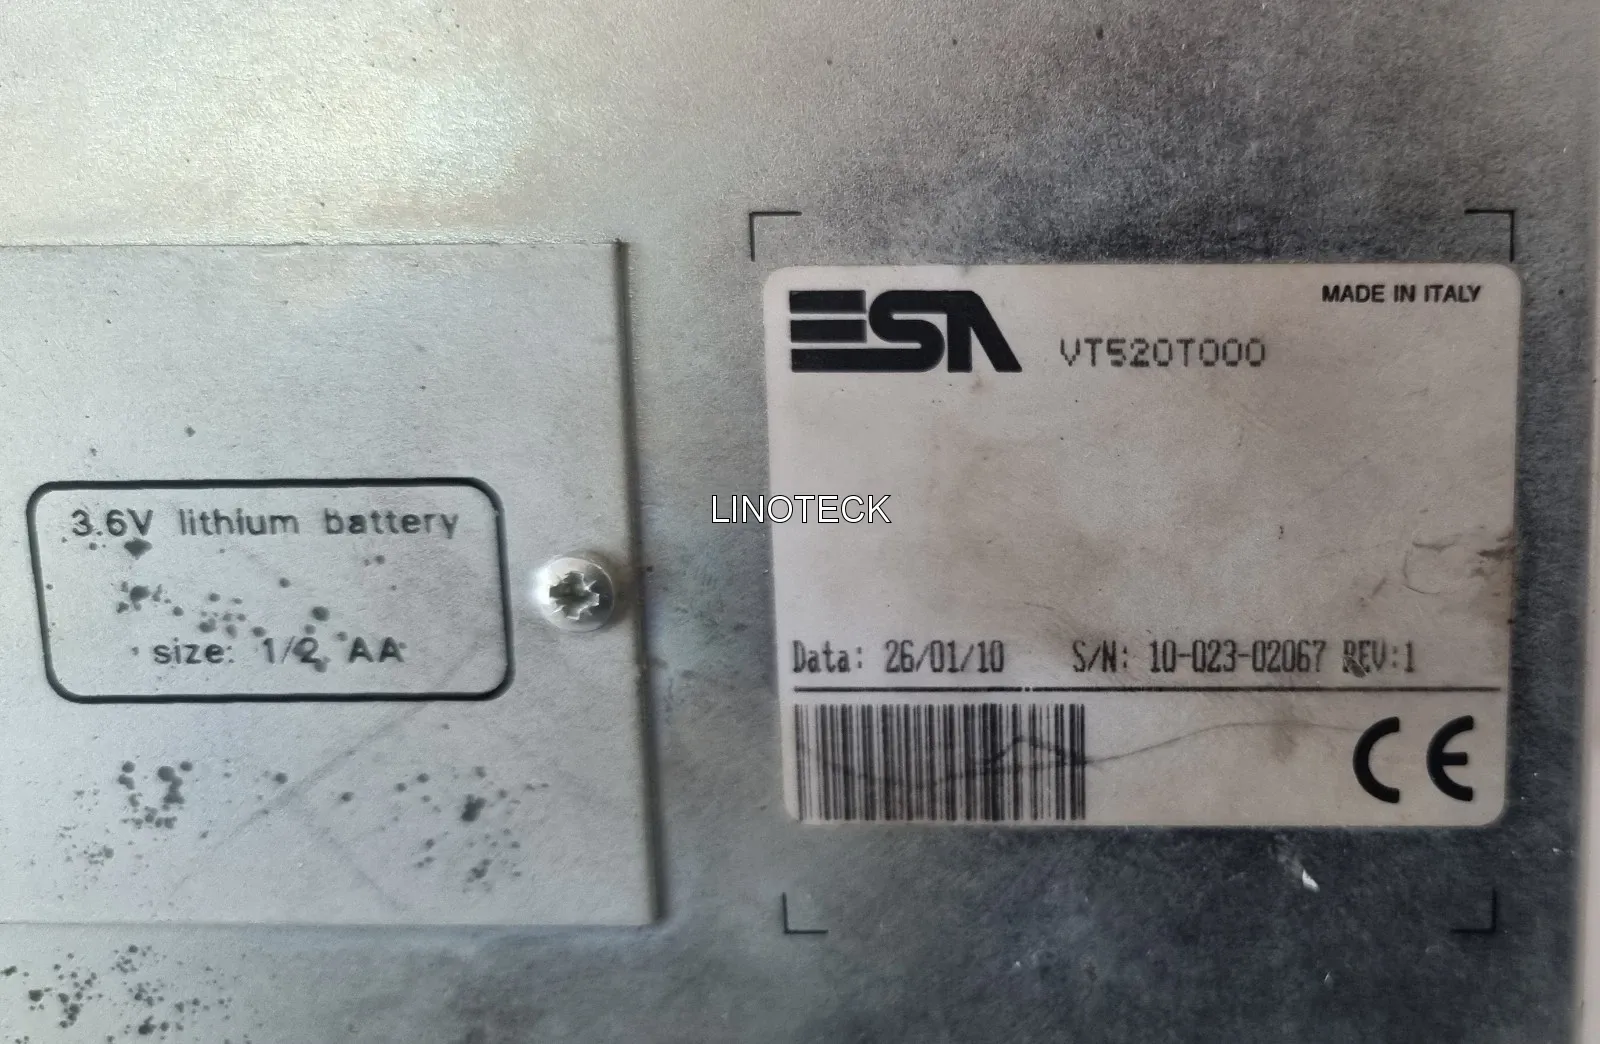 3.6V lithium battery
size: 1/2 AA
ESA
MADE IN ITALY
VT520T000
LINOTECK
Data: 26/01/10 S/N: 10-023-02067 REV:1
CE